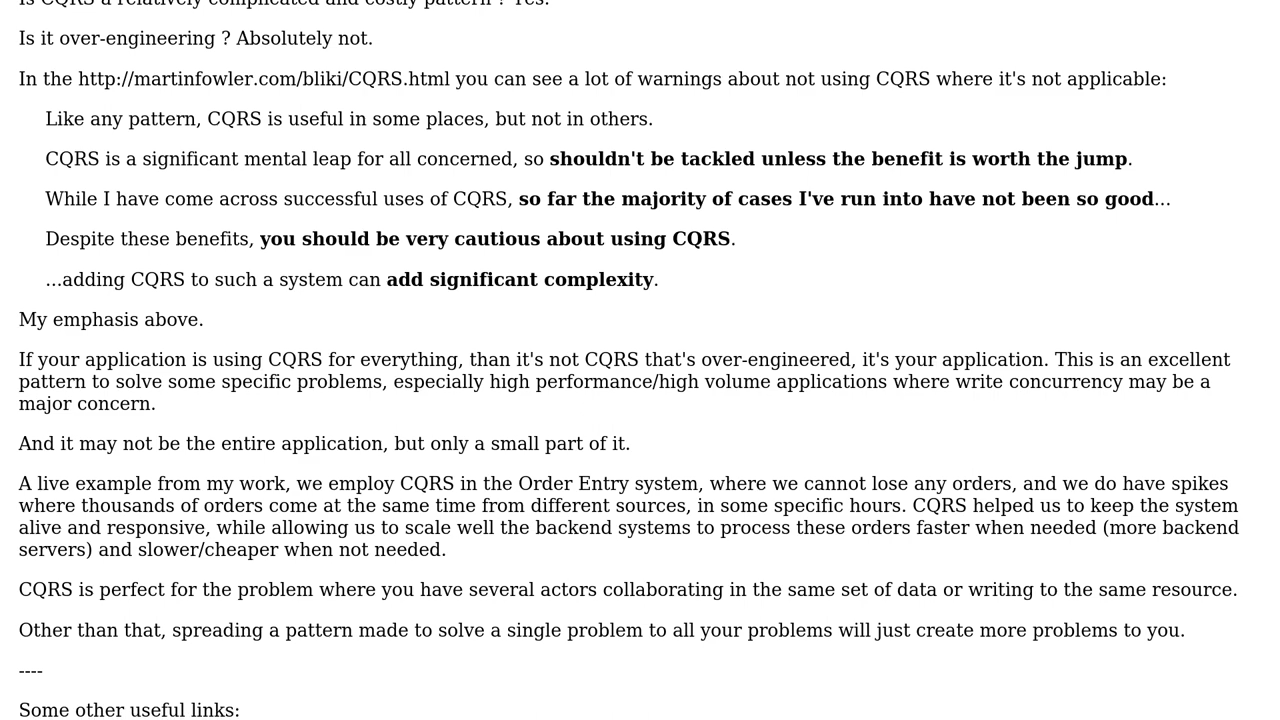 Is CQRS a relatively complicated and costly pattern ? Yes.
Is it over-engineering ? Absolutely not.
In the http://martinfowler.com/bliki/CQRS.html you can see a lot of warnings about not using CQRS where it's not applicable:
Like any pattern, CQRS is useful in some places, but not in others.
CQRS is a significant mental leap for all concerned, so shouldn't be tackled unless the benefit is worth the jump.
While I have come across successful uses of CQRS, so far the majority of cases I've run into have not been so good...
Despite these benefits, you should be very cautious about using CQRS.
...adding CQRS to such a system can add significant complexity.
My emphasis above.
If your application is using CQRS for everything, than it's not CQRS that's over-engineered, it's your application. This is an excellent
pattern to solve some specific problems, especially high performance/high volume applications where write concurrency may be a
major concern.
And it may not be the entire application, but only a small part of it.
A live example from my work, we employ CQRS in the Order Entry system, where we cannot lose any orders, and we do have spikes
where thousands of orders come at the same time from different sources, in some specific hours. CQRS helped us to keep the system
alive and responsive, while allowing us to scale well the backend systems to process these orders faster when needed (more backend
servers) and slower/cheaper when not needed.
CQRS is perfect for the problem where you have several actors collaborating in the same set of data or writing to the same resource.
Other than that, spreading a pattern made to solve a single problem to all your problems will just create more problems to you.
----
Some other useful links: